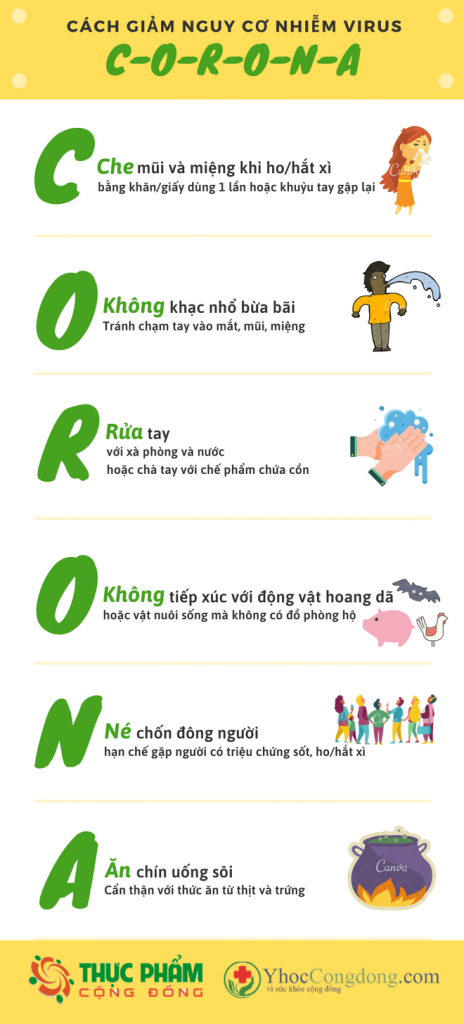 CÁCH GIẢM NGUY CƠ NHIỄM VIRUS
C-O-R-O-N-A
C
Che mũi và miệng khi ho/hắt xì
bằng khăn/giấy dùng 1 lần hoặc khuỷu tay gập lại
Canva
O
Không khạc nhổ bừa bãi
Tránh chạm tay vào mắt, mũi, miệng
R
Rửa tay
với xà phòng và nước
hoặc chà tay với chế phẩm chứa cồn
O
Không tiếp xúc với động vật hoang dã
hoặc vật nuôi sống mà không có đồ phòng hộ
N
Né chốn đông người
hạn chế gặp người có triệu chứng sốt, ho/hắt xì
A
Ăn chín uống sôi
Cẩn thận với thức ăn từ thịt và trứng
Canva
THỰC PHẨM
CỘNG ĐỒNG
YhocCongdong.com
vì sức khỏe cộng đồng